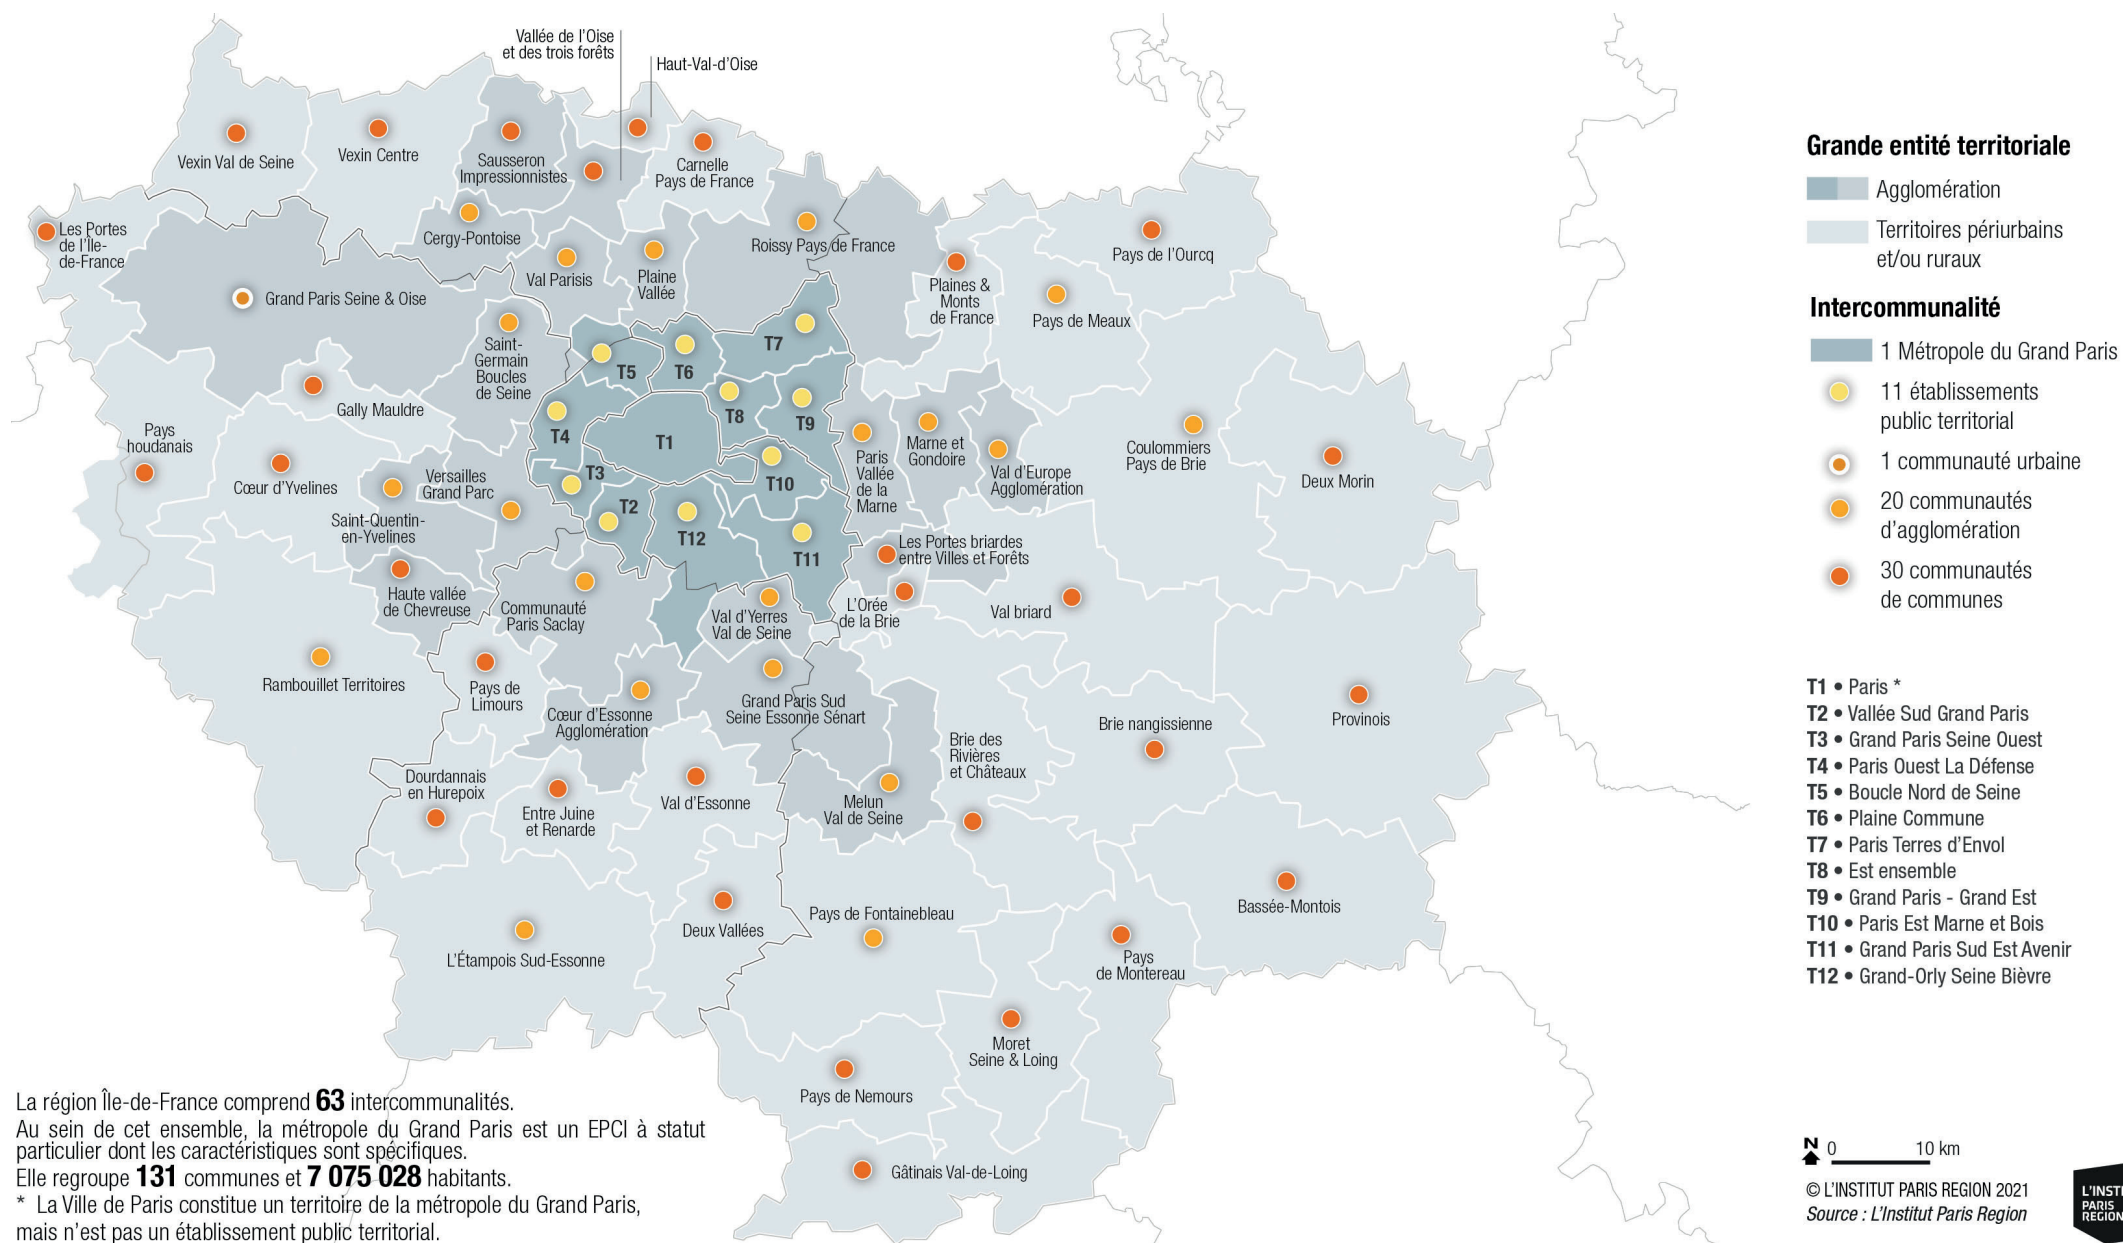 Vallée de l'Oise
et des trois forêts
Haut-Val-d'Oise
Vexin Val de Seine
Vexin Centre
Sausseron
Impressionnistes
Carnelle
Pays de France
Les Portes
de l'Île-
de-France
Cergy-Pontoise
Val Parisis
Plaine
Vallée
Roissy Pays de France
Plaines &
Monts
de France
Pays de l'Ourcq
Pays de Meaux
Grand Paris Seine & Oise
Saint-
Germain
Boucles
de Seine
Gally Mauldre
Pays
houdanais
Cœur d'Yvelines
Versailles
Grand Parc
Saint-Quentin-
en-Yvelines
Haute vallée
de Chevreuse
T5
T6
T7
T4
T1
T8
T9
T3
T2
T10
T12
T11
Paris
Vallée
de la
Marne
Marne et
Gondoire
Val d'Europe
Agglomération
Coulommiers
Pays de Brie
Deux Morin
Les Portes briardes
entre Villes et Forêts
L'Orée
de la Brie
Val briard
Communauté
Paris Saclay
Val d'Yerres
Val de Seine
Rambouillet Territoires
Pays de
Limours
Cœur d'Essonne
Agglomération
Grand Paris Sud
Seine Essonne Sénart
Brie des
Rivières
et Châteaux
Brie nangissienne
Provinois
Dourdannais
en Hurepoix
Entre Juine
et Renarde
Val d'Essonne
Melun
Val de Seine
Bassée-Montois
L'Étampois Sud-Essonne
Deux Vallées
Pays de Fontainebleau
Pays
de Montereau
Moret
Seine & Loing
Pays de Nemours
Gâtinais Val-de-Loing
Grande entité territoriale
Agglomération
Territoires périurbains
et/ou ruraux
Intercommunalité
1 Métropole du Grand Paris
11 établissements
public territorial
1 communauté urbaine
20 communautés
d'agglomération
30 communautés
de communes
T1 • Paris *
T2 • Vallée Sud Grand Paris
T3 • Grand Paris Seine Ouest
T4 • Paris Ouest La Défense
T5 • Boucle Nord de Seine
T6 • Plaine Commune
T7 • Paris Terres d'Envol
T8 • Est ensemble
T9 • Grand Paris - Grand Est
T10 • Paris Est Marne et Bois
T11 • Grand Paris Sud Est Avenir
T12 • Grand-Orly Seine Bièvre
La région Île-de-France comprend 63 intercommunalités.
Au sein de cet ensemble, la métropole du Grand Paris est un EPCI à statut
particulier dont les caractéristiques sont spécifiques.
Elle regroupe 131 communes et 7 075 028 habitants.
* La Ville de Paris constitue un territoire de la métropole du Grand Paris,
mais n'est pas un établissement public territorial.
N 0 10 km
© L'INSTITUT PARIS REGION 2021
Source : L'Institut Paris Region
PARIS
REGION